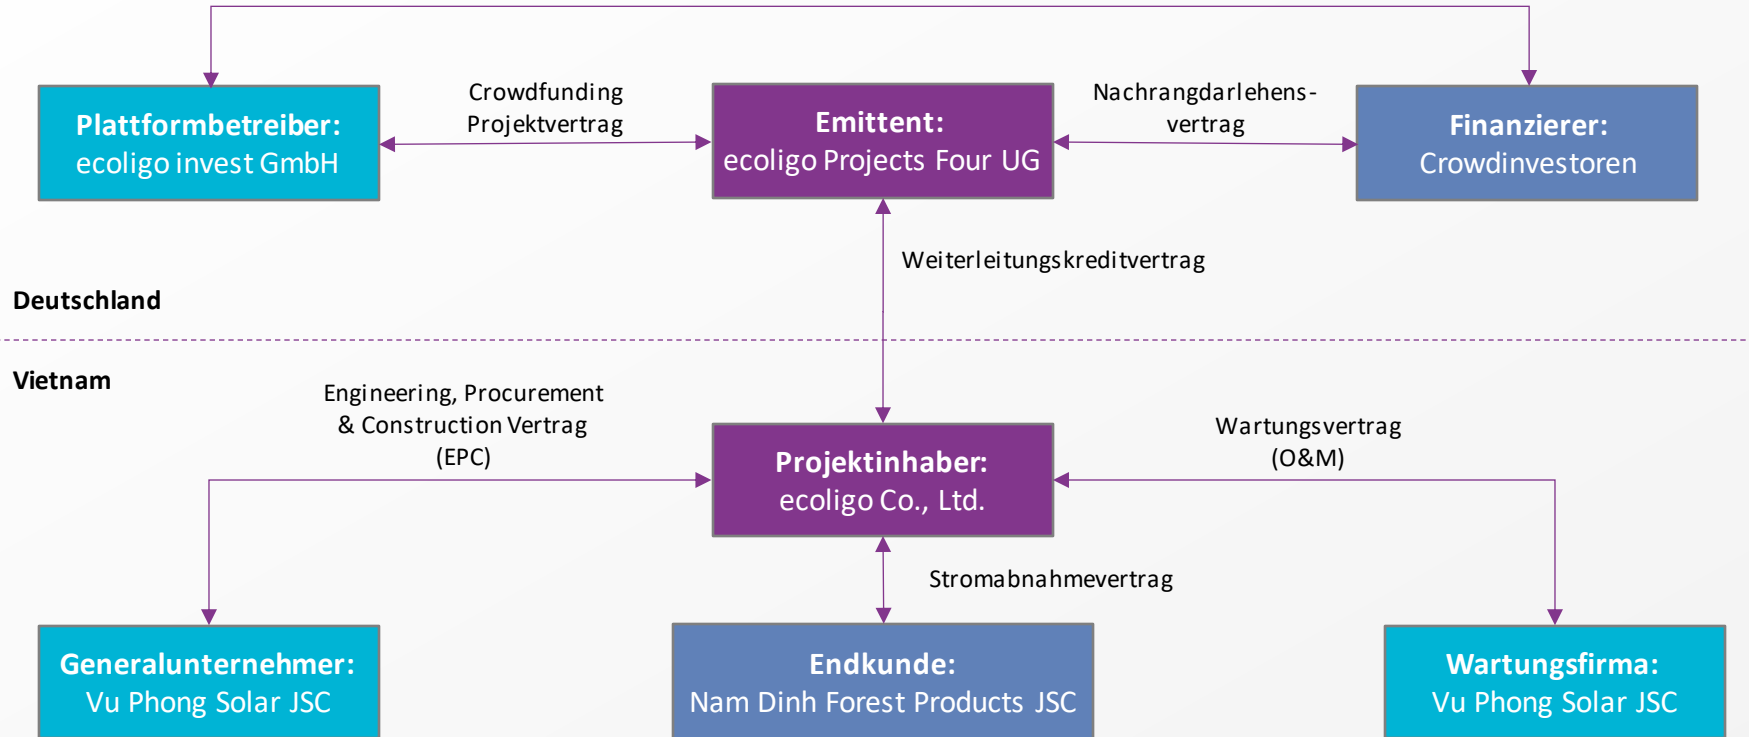 Plattformbetreiber:
ecoligo invest GmbH
Crowdfunding
Projektvertrag
Emittent:
ecoligo Projects Four UG
Nachrangdarlehens-
vertrag
Finanzierer:
Crowdinvestoren
Weiterleitungskreditvertrag
Deutschland
Vietnam
Engineering, Procurement
& Construction Vertrag
(EPC)
Projektinhaber:
ecoligo Co., Ltd.
Wartungsvertrag
(O&M)
Stromabnahmevertrag
Generalunternehmer:
Vu Phong Solar JSC
Endkunde:
Nam Dinh Forest Products JSC
Wartungsfirma:
Vu Phong Solar JSC